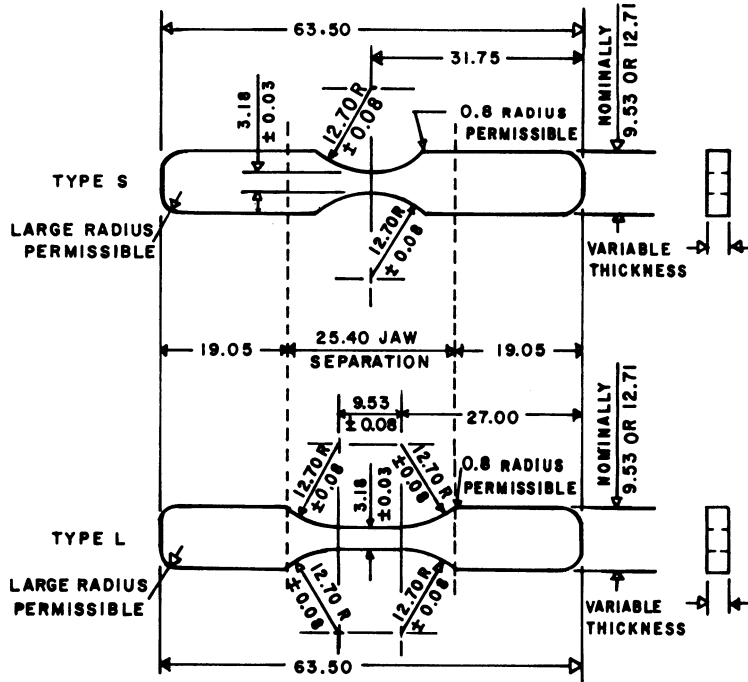 63.50
31.75
3.18
± 0.03
12.70 R
± 0.08
0.8 RADIUS
PERMISSIBLE
NOMINALLY
9.53 OR 12.71
TYPE S
LARGE RADIUS
PERMISSIBLE
12.70 R
± 0.08
VARIABLE
THICKNESS
19.05
25.40 JAW
SEPARATION
19.05
9.53
± 0.08
27.00
12.70 R
± 0.08
3.18
± 0.03
12.70 R
± 0.08
0.8 RADIUS
PERMISSIBLE
NOMINALLY
9.53 OR 12.71
TYPE L
LARGE RADIUS
PERMISSIBLE
12.70 R
± 0.08
12.70 R
± 0.08
VARIABLE
THICKNESS
63.50